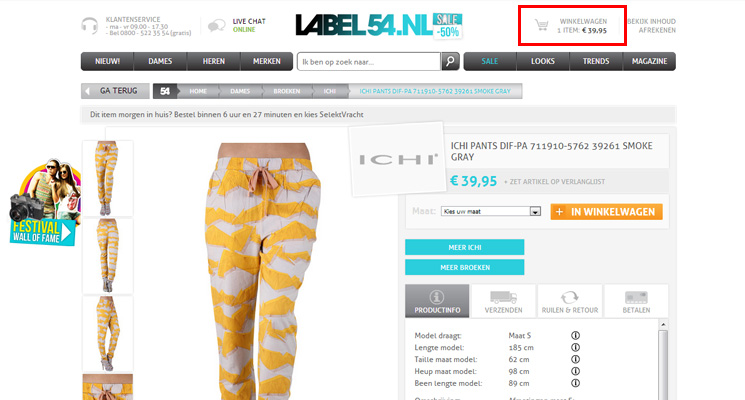 KLANTENSERVICE
- ma - vr 09.00 - 17.30
- Bel 0800 - 522 35 54 (gratis)
LIVE CHAT
ONLINE
LABEL54.NL
SALE
-50%
WINKELWAGEN
1 ITEM: € 39,95
BEKIJK INHOUD
AFREKENEN
NIEUW!
DAMES
HEREN
MERKEN
Ik ben op zoek naar...
SALE
LOOKS
TRENDS
MAGAZINE
GA TERUG
54
HOME
DAMES
BROEKEN
ICHI
ICHI PANTS DIF-PA 711910-5762 39261 SMOKE GRAY
Dit item morgen in huis? Bestel binnen 6 uur en 27 minuten en kies SelektVracht
FESTIVAL
WALL OF FAME
ICHI®
ICHI PANTS DIF-PA 711910-5762 39261 SMOKE
GRAY
€ 39,95
+ ZET ARTIKEL OP VERLANGLIJST
Maat:
Kies uw maat
+ IN WINKELWAGEN
MEER ICHI
MEER BROEKEN
PRODUCTINFO
VERZENDEN
RUILEN & RETOUR
BETALEN
Model draagt: Maat S
Lengte model: 185 cm
Taille maat model: 62 cm
Heup maat model: 98 cm
Been lengte model: 89 cm